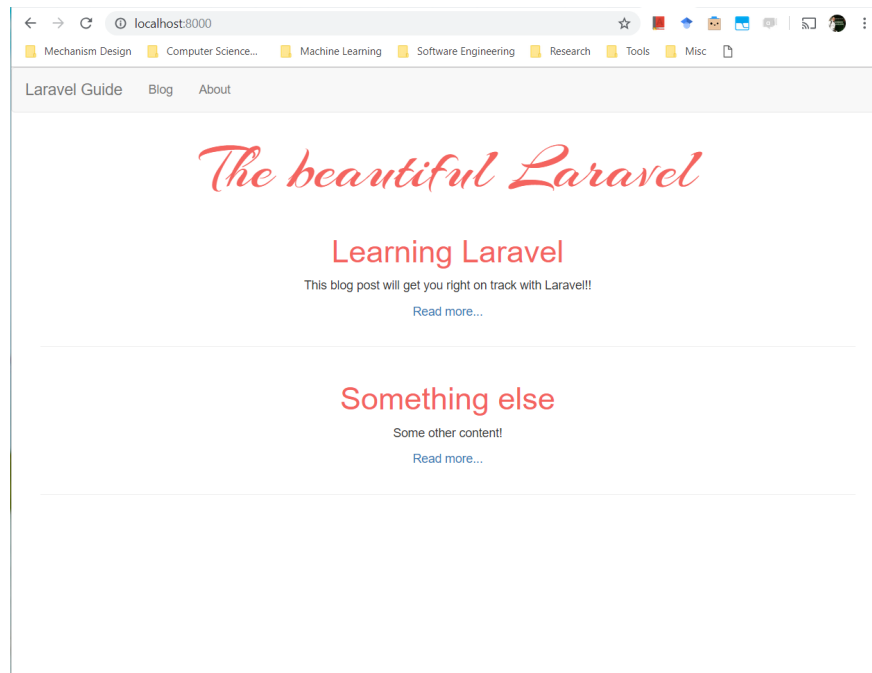 localhost:8000
Mechanism Design Computer Science... Machine Learning Software Engineering Research Tools Misc
Laravel Guide Blog About
The beautiful Laravel
Learning Laravel
This blog post will get you right on track with Laravel!!
Read more...
Something else
Some other content!
Read more...